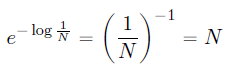 $e^{-\log \frac{1}{N}} = \left(\frac{1}{N}\right)^{-1} = N$